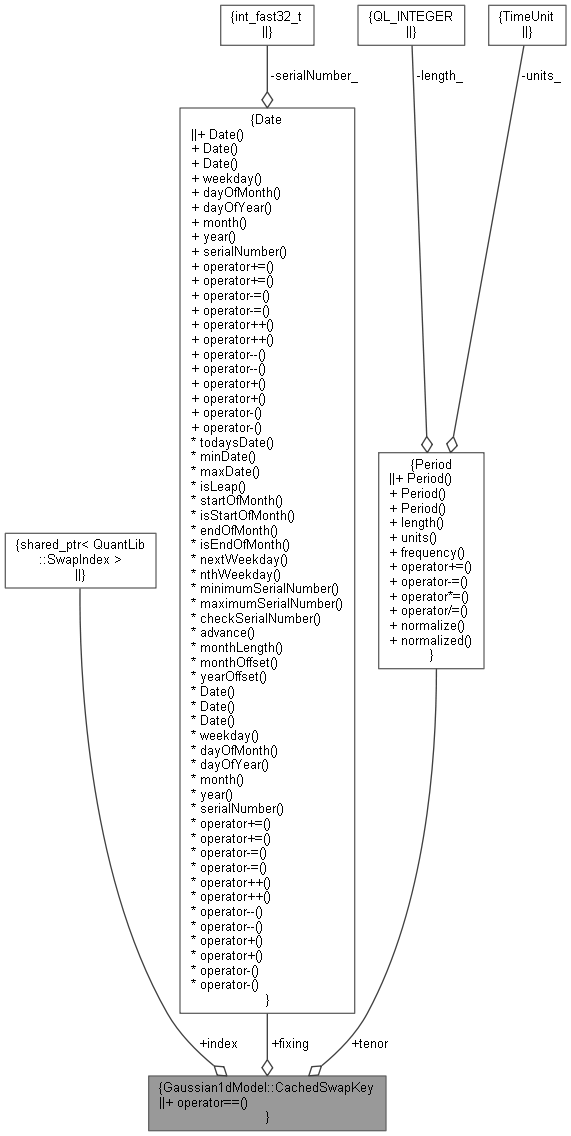 {int_fast32_t
||}
{QL_INTEGER
||}
{TimeUnit
||}
-serialNumber_
-length_
-units_
{Date
||+ Date()
+ Date()
+ Date()
+ weekday()
+ dayOfMonth()
+ dayOfYear()
+ month()
+ year()
+ serialNumber()
+ operator+=()
+ operator+=()
+ operator-=()
+ operator-=()
+ operator++()
+ operator++()
+ operator--()
+ operator--()
+ operator+()
+ operator+()
+ operator-()
+ operator-()
* todaysDate()
* minDate()
* maxDate()
* isLeap()
* startOfMonth()
* isStartOfMonth()
* endOfMonth()
* isEndOfMonth()
* nextWeekday()
* nthWeekday()
* minimumSerialNumber()
* maximumSerialNumber()
* checkSerialNumber()
* advance()
* monthLength()
* monthOffset()
* yearOffset()
* Date()
* Date()
* Date()
* weekday()
* dayOfMonth()
* dayOfYear()
* month()
* year()
* serialNumber()
* operator+=()
* operator+=()
* operator-=()
* operator-=()
* operator++()
* operator++()
* operator--()
* operator--()
* operator+()
* operator+()
* operator-()
* operator-()
}
{Period
||+ Period()
+ Period()
+ Period()
+ length()
+ units()
+ frequency()
+ operator+=()
+ operator-=()
+ operator*=()
+ operator/=()
+ normalize()
+ normalized()
}
{shared_ptr< QuantLib
::SwapIndex >
||}
+index
+fixing
+tenor
{Gaussian1dModel::CachedSwapKey
||+ operator==()
}